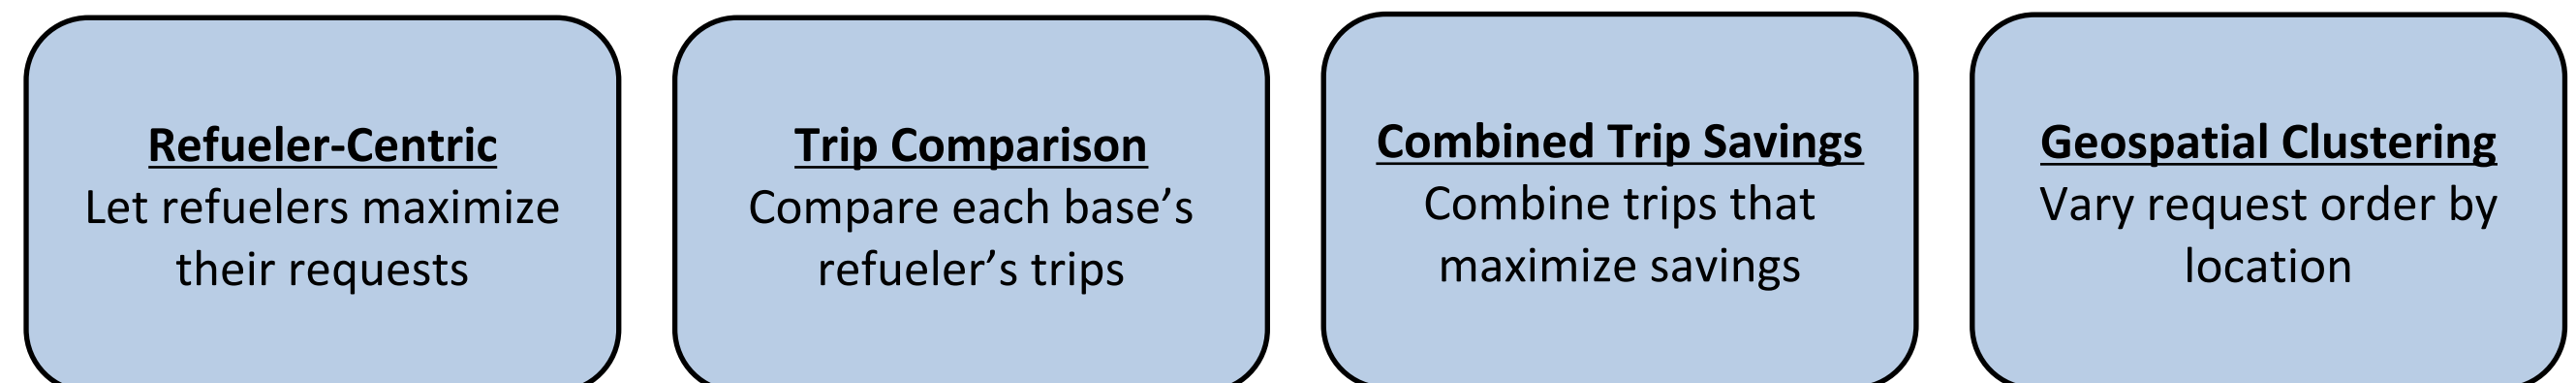 Refueler-Centric
Let refuelers maximize
their requests
Trip Comparison
Compare each base’s
refueler’s trips
Combined Trip Savings
Combine trips that
maximize savings
Geospatial Clustering
Vary request order by
location